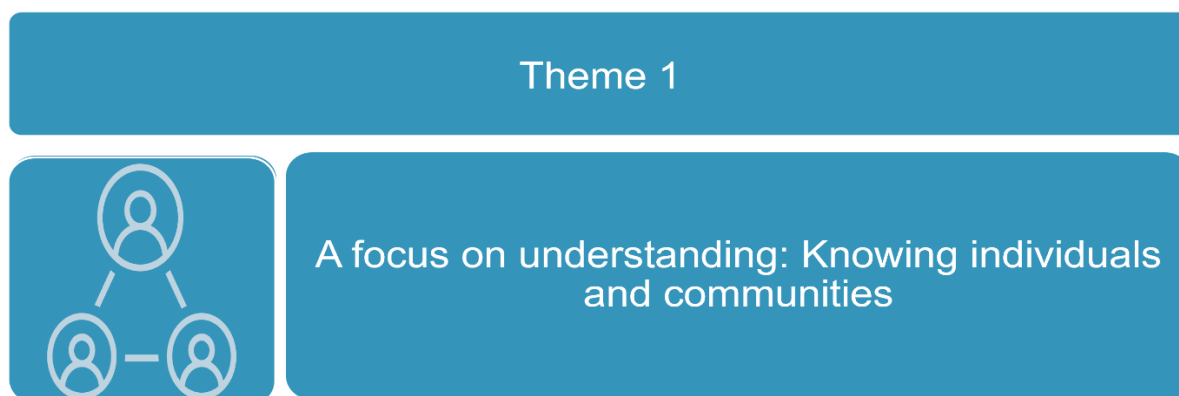 Theme 1
A focus on understanding: Knowing individuals
and communities